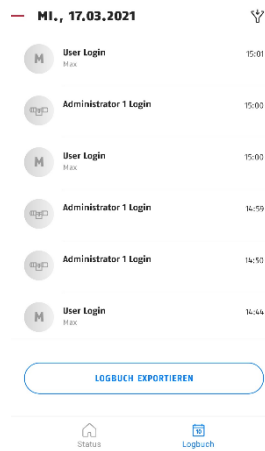 MI., 17.03.2021
M
User Login
15:01
Max
Administrator 1 Login
15:00
M
User Login
15:00
Max
Administrator 1 Login
14:59
Administrator 1 Login
14:50
M
User Login
14:44
Max
LOGBUCH EXPORTIEREN
10
Status
Logbuch